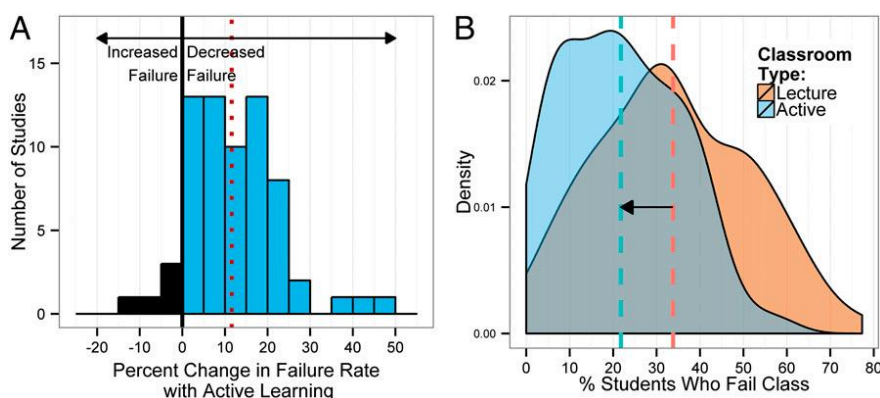 A
Increased Decreased
Failure Failure
15
10
5
0
Number of Studies
-20 -10 0 10 20 30 40 50
Percent Change in Failure Rate
with Active Learning
B
Classroom
Type:
Lecture
Active
0.02
0.01
0.00
Density
0 10 20 30 40 50 60 70 80
% Students Who Fail Class